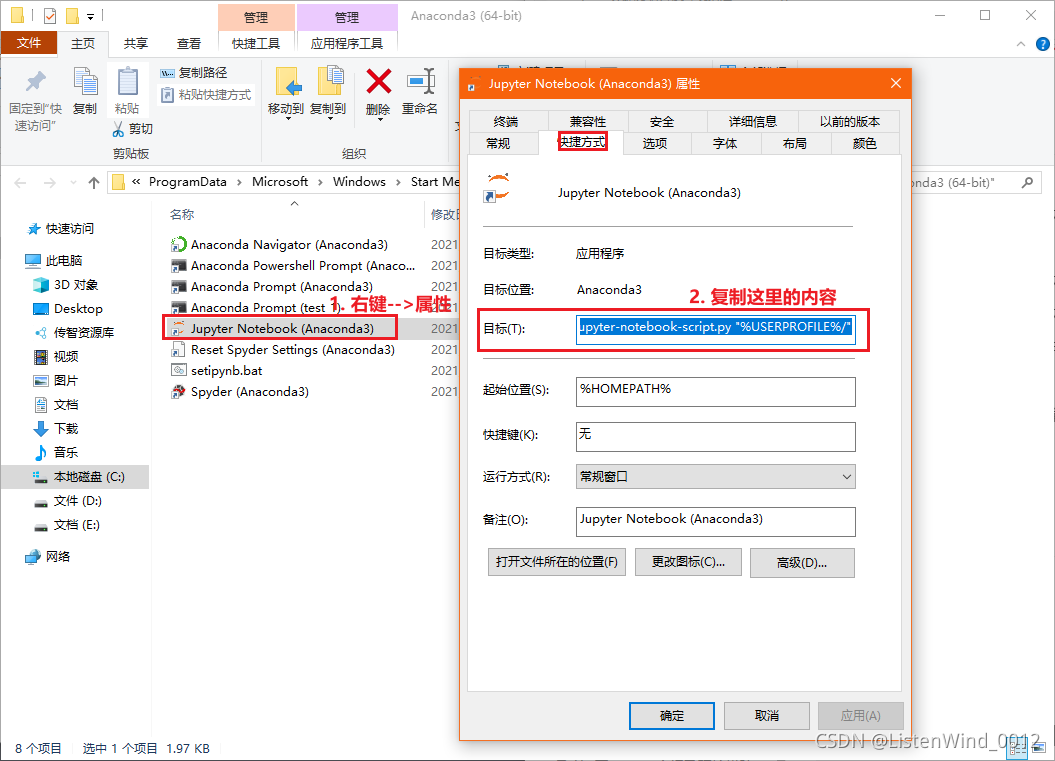 管理
管理
Anaconda3 (64-bit)
文件
主页
共享
查看
快捷工具
应用程序工具
固定到“快
速访问”
复制
粘贴
复制路径
粘贴快捷方式
剪切
移动到
复制到
删除
重命名
剪贴板
组织
« ProgramData › Microsoft › Windows › Start Me
onda3 (64-bit)"
快速访问
此电脑
3D 对象
Desktop
传智资源库
视频
图片
文档
下载
音乐
本地磁盘 (C:)
文件 (D:)
文档 (E:)
网络
名称
修改日
Anaconda Navigator (Anaconda3)
2021
Anaconda Powershell Prompt (Anaco...
2021
Anaconda Prompt (Anaconda3)
2021
Anaconda Prompt (test_1)
2021
1. 右键-->属性
Jupyter Notebook (Anaconda3)
2021
Reset Spyder Settings (Anaconda3)
2021
setipynb.bat
2021
Spyder (Anaconda3)
2021
Jupyter Notebook (Anaconda3) 属性
终端
兼容性
安全
详细信息
以前的版本
常规
快捷方式
选项
字体
布局
颜色
Jupyter Notebook (Anaconda3)
目标类型:
应用程序
目标位置:
Anaconda3
2. 复制这里的内容
目标(T):
upyter-notebook-script.py "%USERPROFILE%/"
起始位置(S):
%HOMEPATH%
快捷键(K):
无
运行方式(R):
常规窗口
备注(O):
Jupyter Notebook (Anaconda3)
打开文件所在的位置(F)
更改图标(C)...
高级(D)...
确定
取消
应用(A)
8 个项目
选中 1 个项目 1.97 KB
CSDN @ListenWind_0012